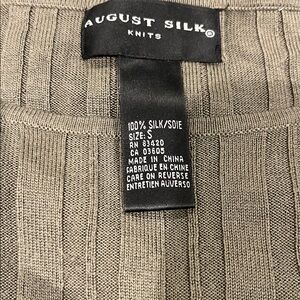 AUGUST SILK®
KNITS
100% SILK/SOIE
SIZE: S
RN 83420
CA 03605
MADE IN CHINA
FABRIQUE EN CHINE
CARE ON REVERSE
ENTRETIEN AUVERSO